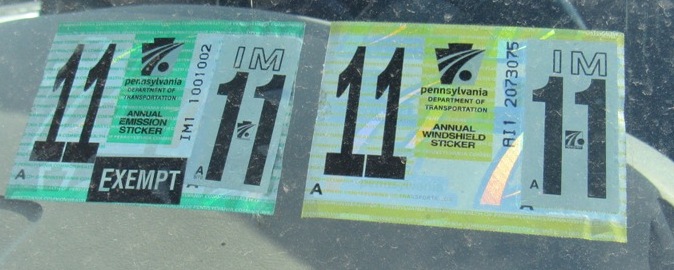 11
pennsylvania
DEPARTMENT OF
TRANSPORTATION
ANNUAL
EMISSION
STICKER
IM1 1001002
IM
11
A
A
EXEMPT
11
pennsylvania
DEPARTMENT OF
TRANSPORTATION
ANNUAL
WINDSHIELD
STICKER
AI1 2073075
IM
11
A
A